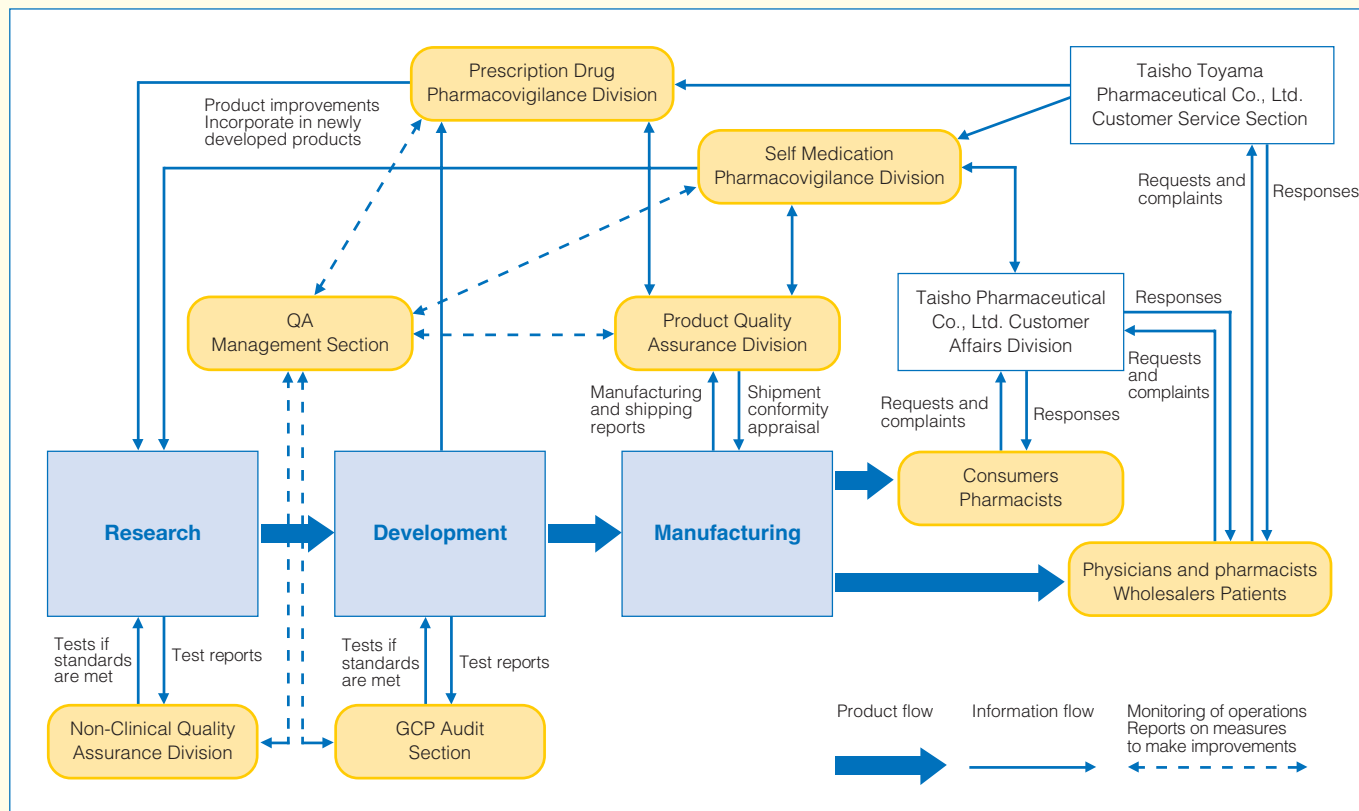 Prescription Drug
Pharmacovigilance Division
Taisho Toyama
Pharmaceutical Co., Ltd.
Customer Service Section
Product improvements
Incorporate in newly
developed products
Self Medication
Pharmacovigilance Division
Requests and
complaints
Responses
QA
Management Section
Product Quality
Assurance Division
Taisho Pharmaceutical
Co., Ltd. Customer
Affairs Division
Responses
Requests
and
complaints
Manufacturing
and shipping
reports
Shipment
conformity
appraisal
Requests and
complaints
Responses
Consumers
Pharmacists
Research
Development
Manufacturing
Physicians and pharmacists
Wholesalers Patients
Tests if
standards
are met
Test reports
Tests if
standards
are met
Test reports
Non-Clinical Quality
Assurance Division
GCP Audit
Section
Product flow
Information flow
Monitoring of operations
Reports on measures
to make improvements